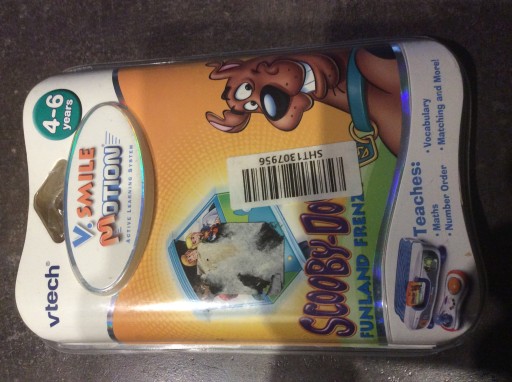 vtech®
4-6
years
V.SMILE
MOTION
ACTIVE LEARNING SYSTEM
SHT1307956
SCOOBY-DO
FUNLAND FRENZ
Teaches:
• Maths
• Number Order
• Vocabulary
• Matching and More!